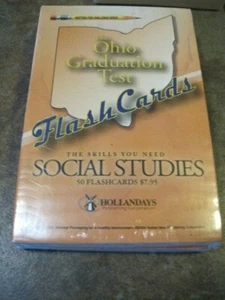 Ohio
Graduation
Test
FlashCards
THE SKILLS YOU NEED
SOCIAL STUDIES
50 FLASHCARDS $7.95
HOLLANDAYS